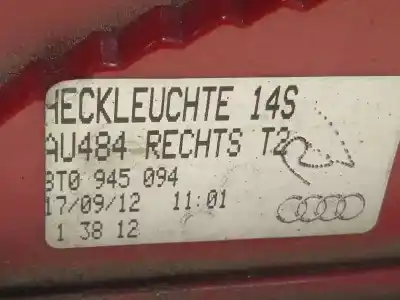 HECKLEUCHTE 14S
AU484 RECHTS T2
8T0 945 094
17/09/12 11:01
1 38 12